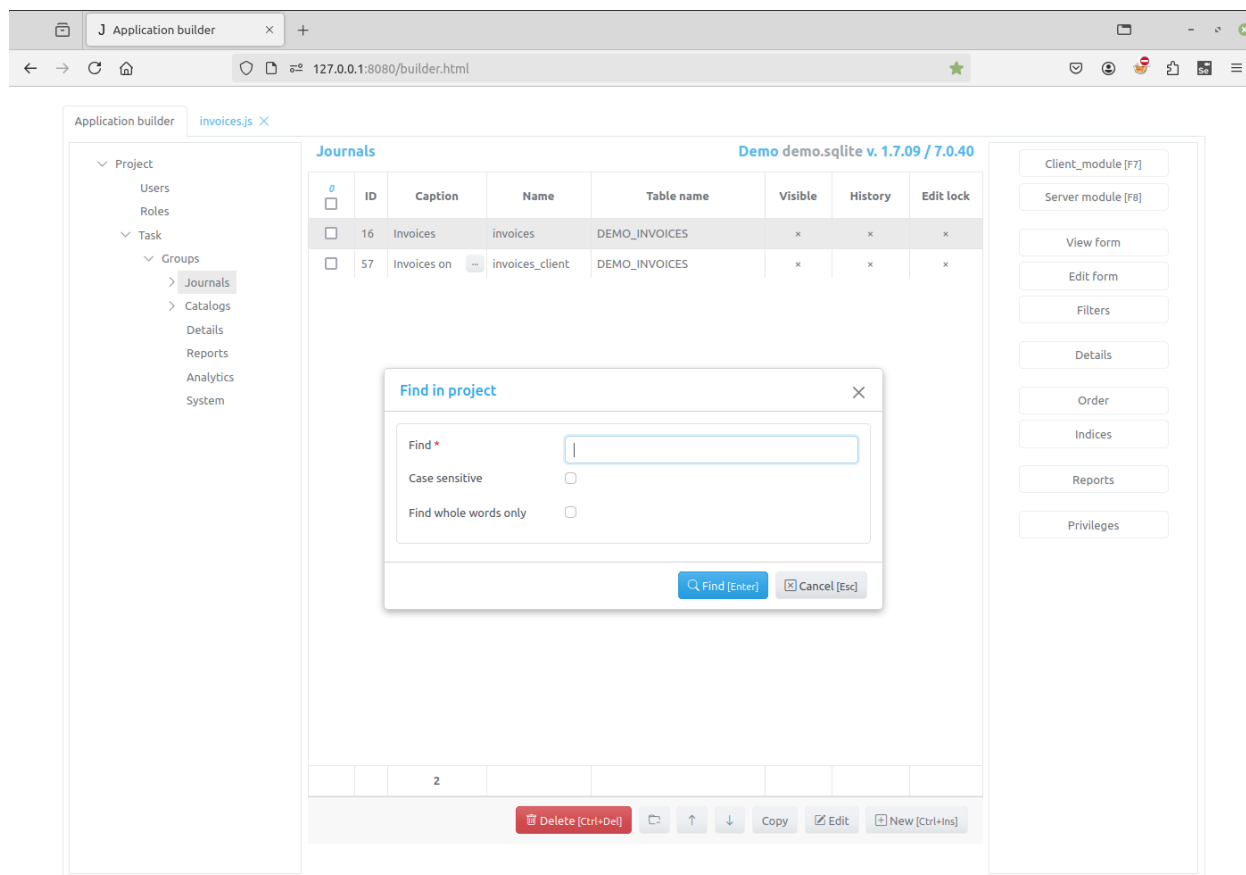 J Application builder
127.0.0.1:8080/builder.html
Application builder
invoices.js
Project
Users
Roles
Task
Groups
Journals
Catalogs
Details
Reports
Analytics
System
Journals
Demo demo.sqlite v. 1.7.09 / 7.0.40
0 ID Caption Name Table name Visible History Edit lock
16 Invoices invoices DEMO_INVOICES × × ×
57 Invoices on ... invoices_client DEMO_INVOICES × × ×
Find in project
Find *
Case sensitive
Find whole words only
Find [Enter]
Cancel [Esc]
2
Delete [Ctrl+Del]
Copy
Edit
New [Ctrl+Ins]
Client_module [F7]
Server module [F8]
View form
Edit form
Filters
Details
Order
Indices
Reports
Privileges
Se